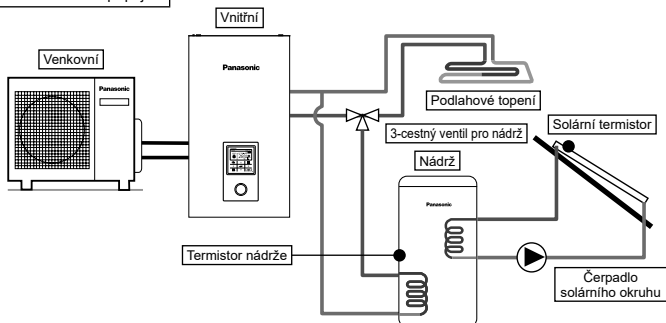 Venkovní
Panasonic
Vnitřní
Panasonic
Podlahové topení
3-cestný ventil pro nádrž
Solární termistor
Nádrž
Panasonic
Termistor nádrže
Čerpadlo
solárního okruhu